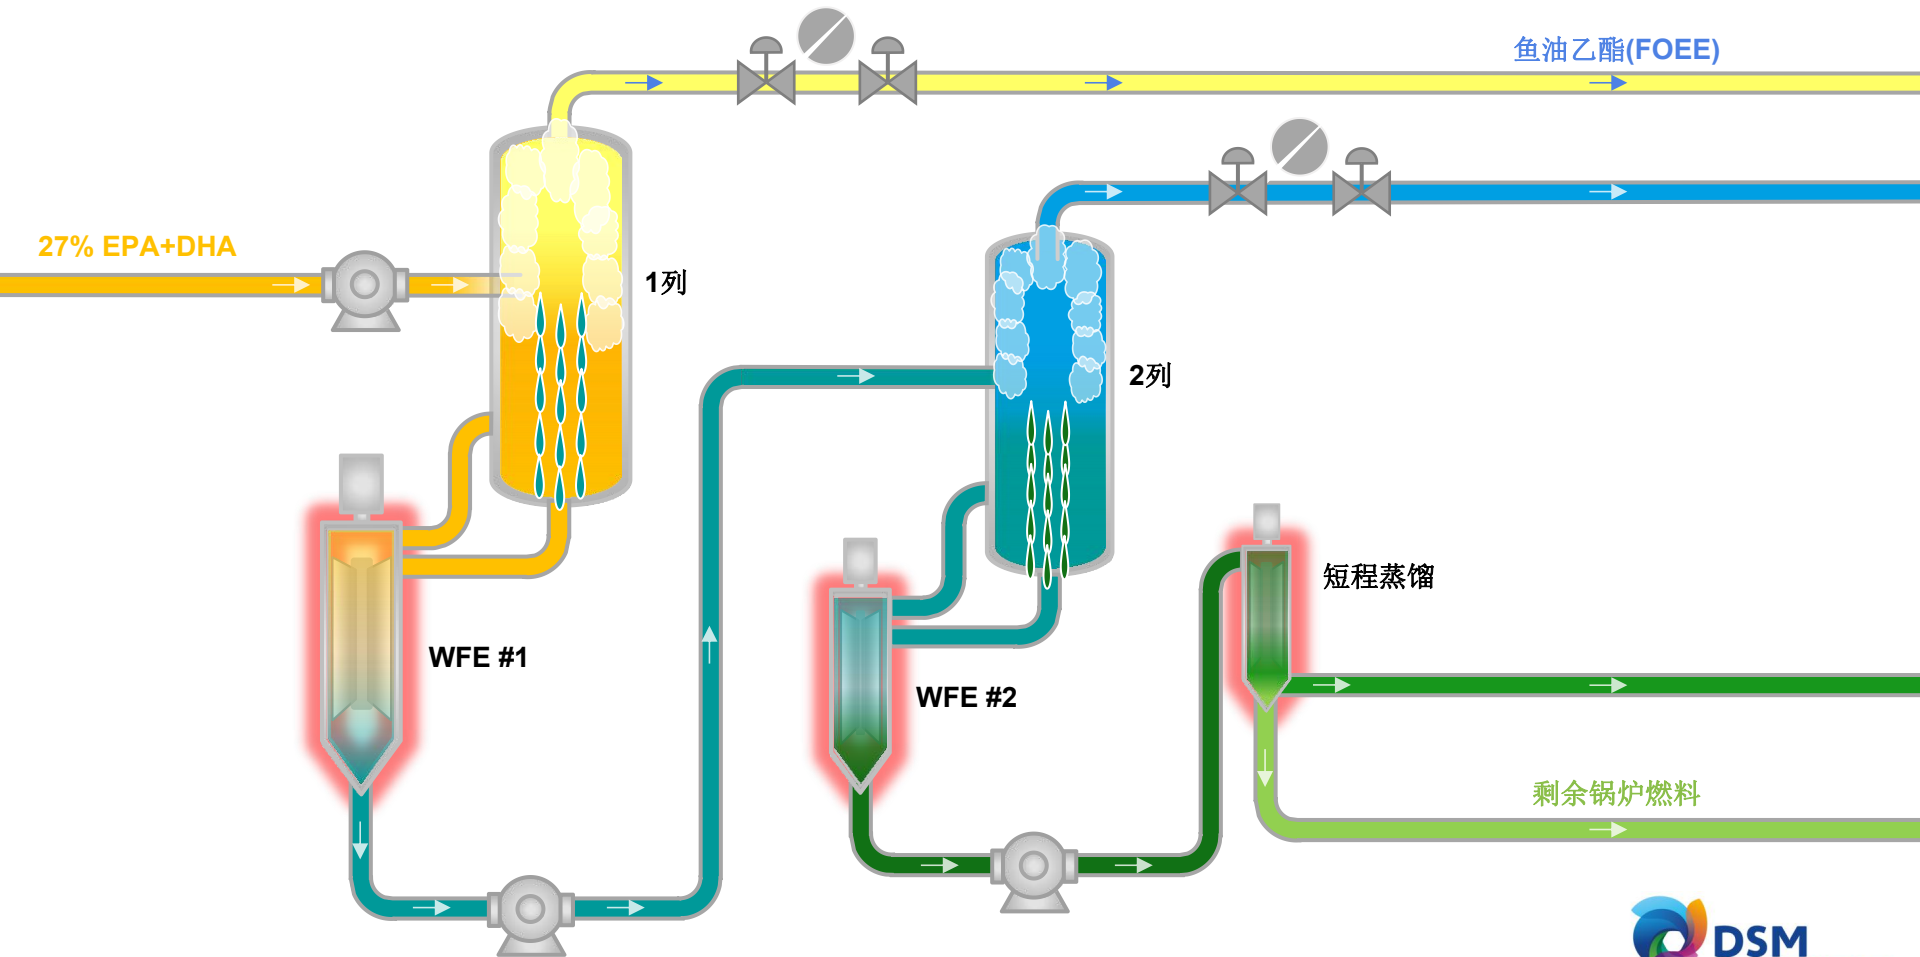 鱼油乙酯(FOEE)
27% EPA+DHA
1列
2列
短程蒸馏
WFE #1
WFE #2
剩余锅炉燃料
DSM